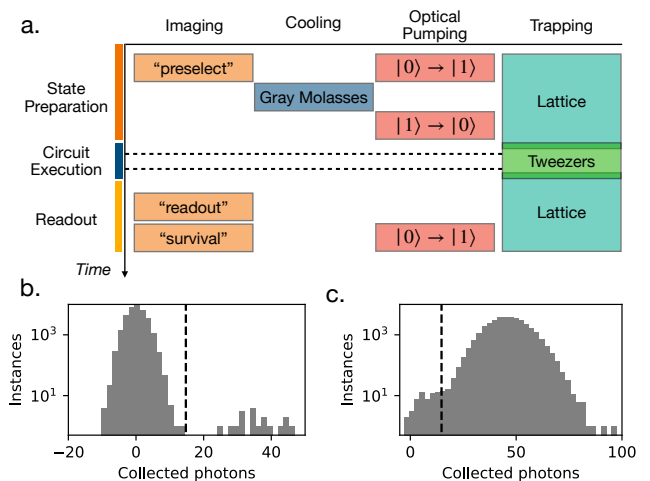 a.
Imaging
Cooling
Optical
Pumping
Trapping
State
Preparation
"preselect"
|0⟩ → |1⟩
Gray Molasses
Lattice
|1⟩ → |0⟩
Circuit
Execution
Tweezers
Readout
"readout"
Lattice
"survival"
|0⟩ → |1⟩
Time
b.
Instances
10³
10¹
−20
0
20
40
Collected photons
c.
Instances
10³
10¹
0
50
100
Collected photons